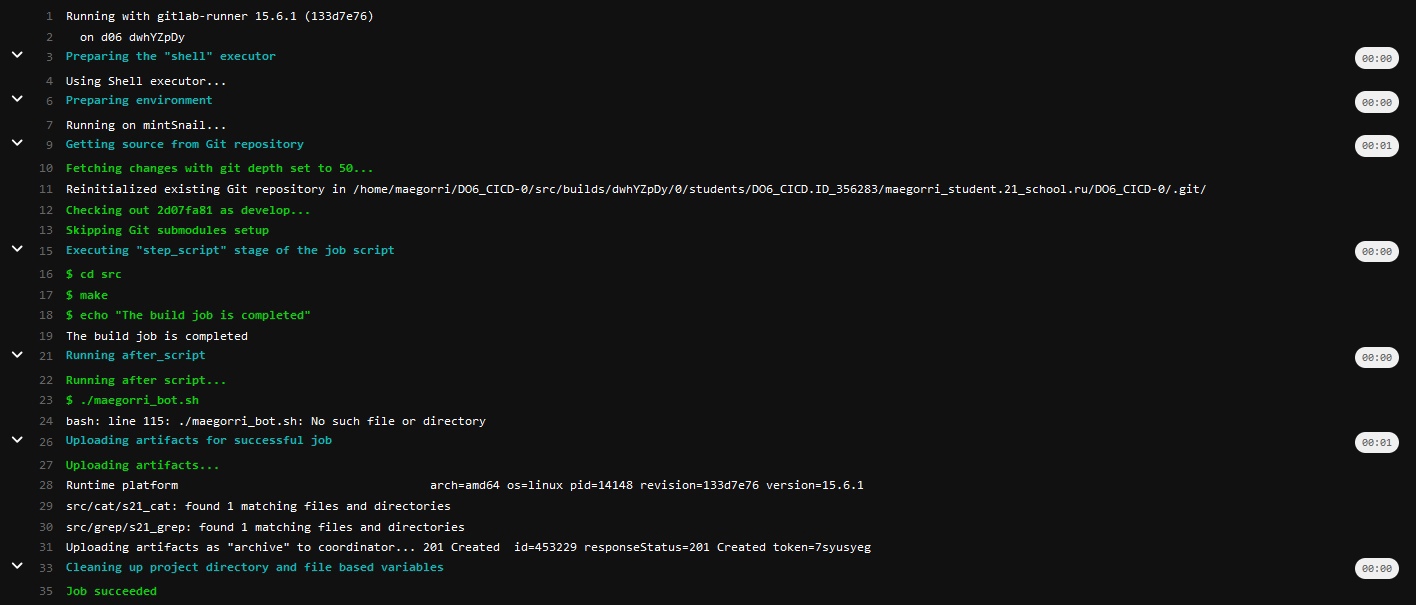 1 Running with gitlab-runner 15.6.1 (133d7e76)
2 on d06 dwhYZpDy
3 Preparing the "shell" executor 00:00
4 Using Shell executor...
6 Preparing environment 00:00
7 Running on mintSnail...
9 Getting source from Git repository 00:01
10 Fetching changes with git depth set to 50...
11 Reinitialized existing Git repository in /home/maegorri/DO6_CICD-0/src/builds/dwhYZpDy/0/students/DO6_CICD.ID_356283/maegorri_student.21_school.ru/DO6_CICD-0/.git/
12 Checking out 2d07fa81 as develop...
13 Skipping Git submodules setup
15 Executing "step_script" stage of the job script 00:00
16 $ cd src
17 $ make
18 $ echo "The build job is completed"
19 The build job is completed
21 Running after_script 00:00
22 Running after script...
23 $ ./maegorri_bot.sh
24 bash: line 115: ./maegorri_bot.sh: No such file or directory
26 Uploading artifacts for successful job 00:01
27 Uploading artifacts...
28 Runtime platform arch=amd64 os=linux pid=14148 revision=133d7e76 version=15.6.1
29 src/cat/s21_cat: found 1 matching files and directories
30 src/grep/s21_grep: found 1 matching files and directories
31 Uploading artifacts as "archive" to coordinator... 201 Created id=453229 responseStatus=201 Created token=7syusyeg
33 Cleaning up project directory and file based variables 00:00
35 Job succeeded